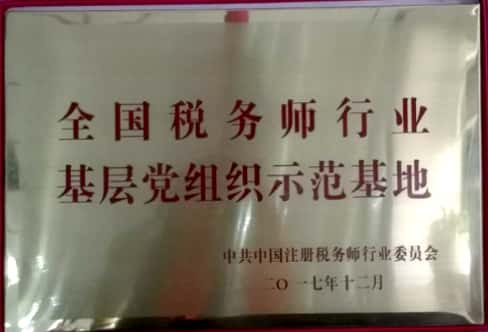 全国税务师行业
基层党组织示范基地
中共中国注册税务师行业委员会
二〇一七年十二月